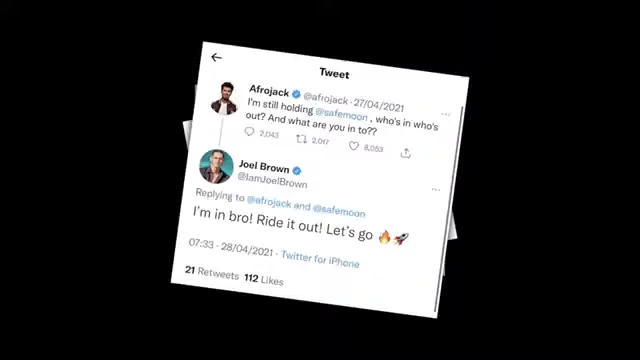 Tweet
Afrojack @afrojack · 27/04/2021
I'm still holding @safemoon , who's in who's
out? And what are you in to??
2,043 2,017 8,053
Joel Brown
@IamJoelBrown
Replying to @afrojack and @safemoon
I'm in bro! Ride it out! Let's go 🔥🚀
07:33 · 28/04/2021 · Twitter for iPhone
21 Retweets 112 Likes